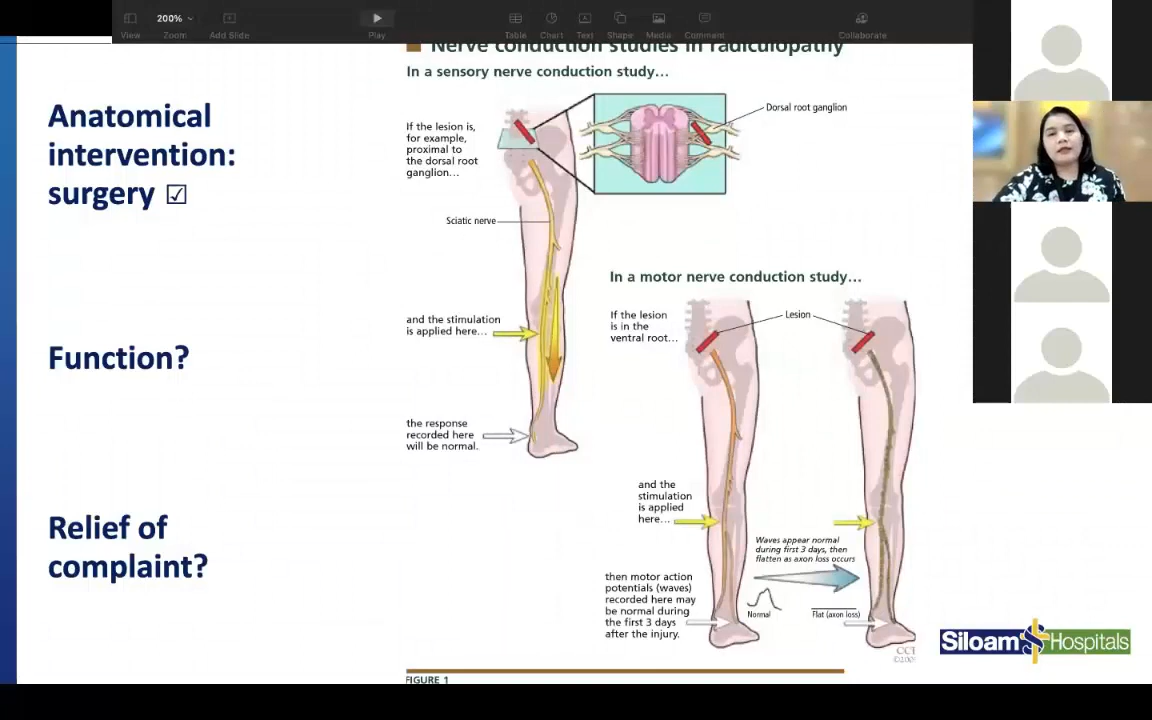 200%
View
Zoom
Add Slide
Play
Table
Chart
Text
Shape
Media
Comment
Collaborate
Nerve conduction studies in radiculopathy
In a sensory nerve conduction study…
Anatomical
intervention:
surgery ☑
Function?
Relief of
complaint?
If the lesion is,
for example,
proximal to
the dorsal root
ganglion…
Dorsal root ganglion
Sciatic nerve
and the stimulation
is applied here…
the response
recorded here
will be normal.
In a motor nerve conduction study…
If the lesion
is in the
ventral root…
Lesion
and the
stimulation
is applied
here…
Waves appear normal
during first 3 days, then
flatten as axon loss occurs
then motor action
potentials (waves)
recorded here may
be normal during
the first 3 days
after the injury.
Normal
Flat (axon loss)
Siloam Hospitals
FIGURE 1